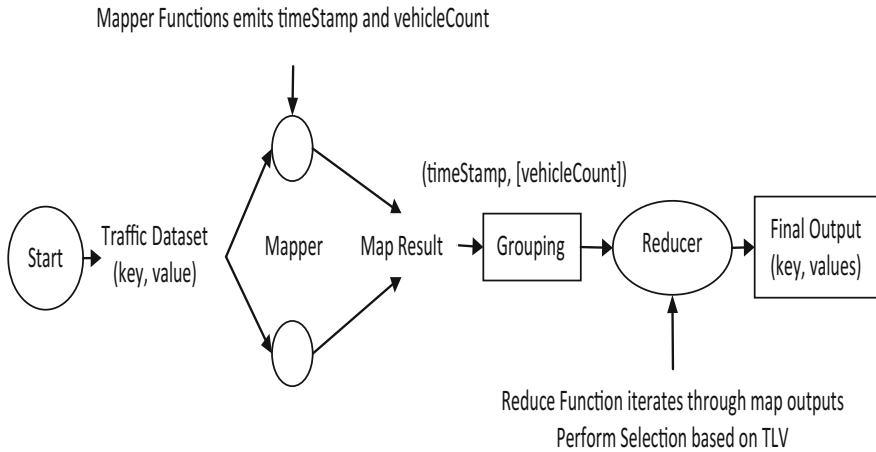 Mapper Functions emits timeStamp and vehicleCount
(timeStamp, [vehicleCount])
Start
Traffic Dataset
(key, value)
Mapper
Map Result
Grouping
Reducer
Final Output
(key, values)
Reduce Function iterates through map outputs
Perform Selection based on TLV